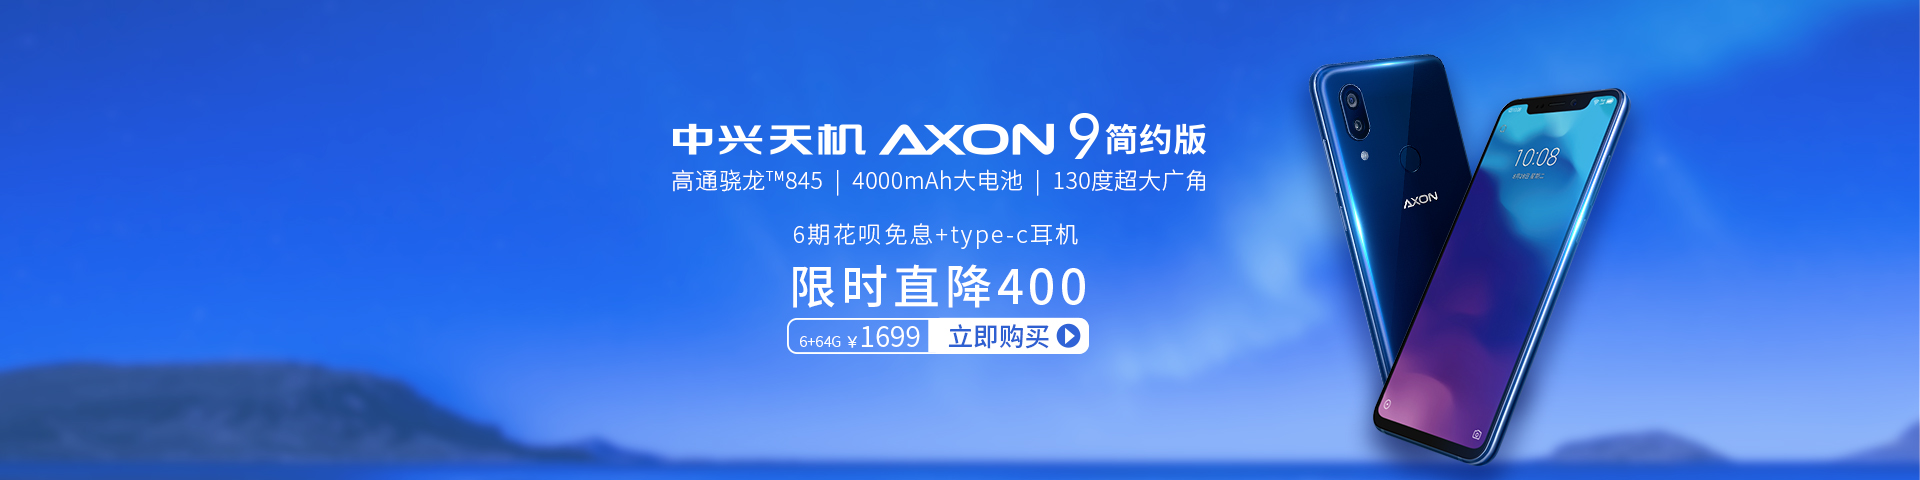 中兴天机 AXON 9 简约版
高通骁龙™845 | 4000mAh大电池 | 130度超大广角
6期花呗免息+type-c耳机
限时直降400
6+64G ¥1699 立即购买
AXON
10:08